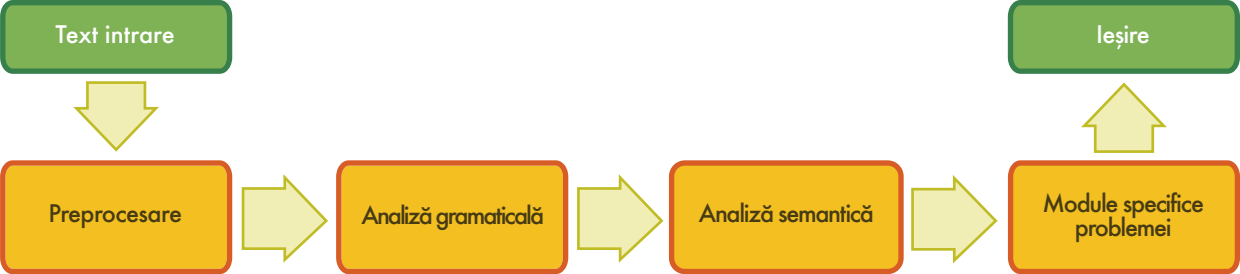 Text intrare
Ieșire
Preprocesare
Analiză gramaticală
Analiză semantică
Module specifice
problemei